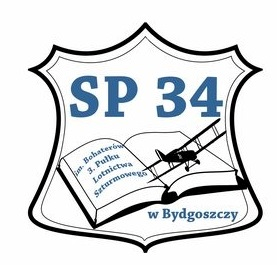 SP 34
im. Bohaterów
3. Pułku
Lotnictwa
Szturmowego
w Bydgoszczy